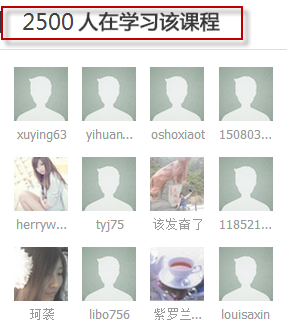 2500 人在学习该课程
xuying63 yihuan... oshoxiaot 150803...
herryw... tyj75 该发奋了 118521...
珂袭 libo756 紫罗兰... louisaxin